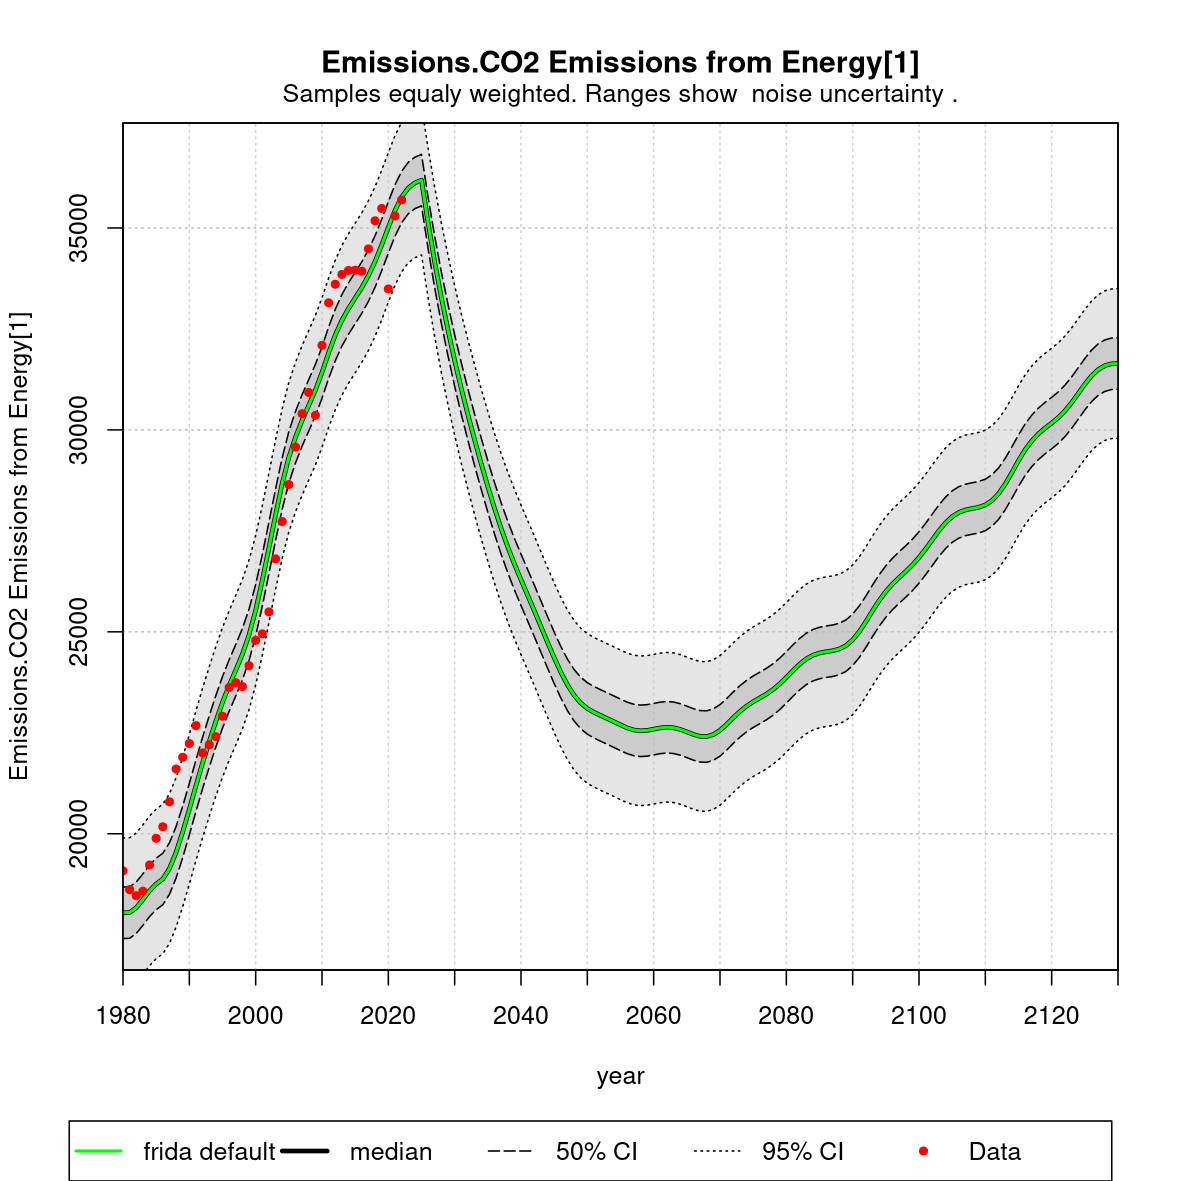 Emissions.CO2 Emissions from Energy[1]
Samples equaly weighted. Ranges show  noise uncertainty .
Emissions.CO2 Emissions from Energy[1]
35000
30000
25000
20000
1980 2000 2020 2040 2060 2080 2100 2120
year
frida default median 50% CI 95% CI Data